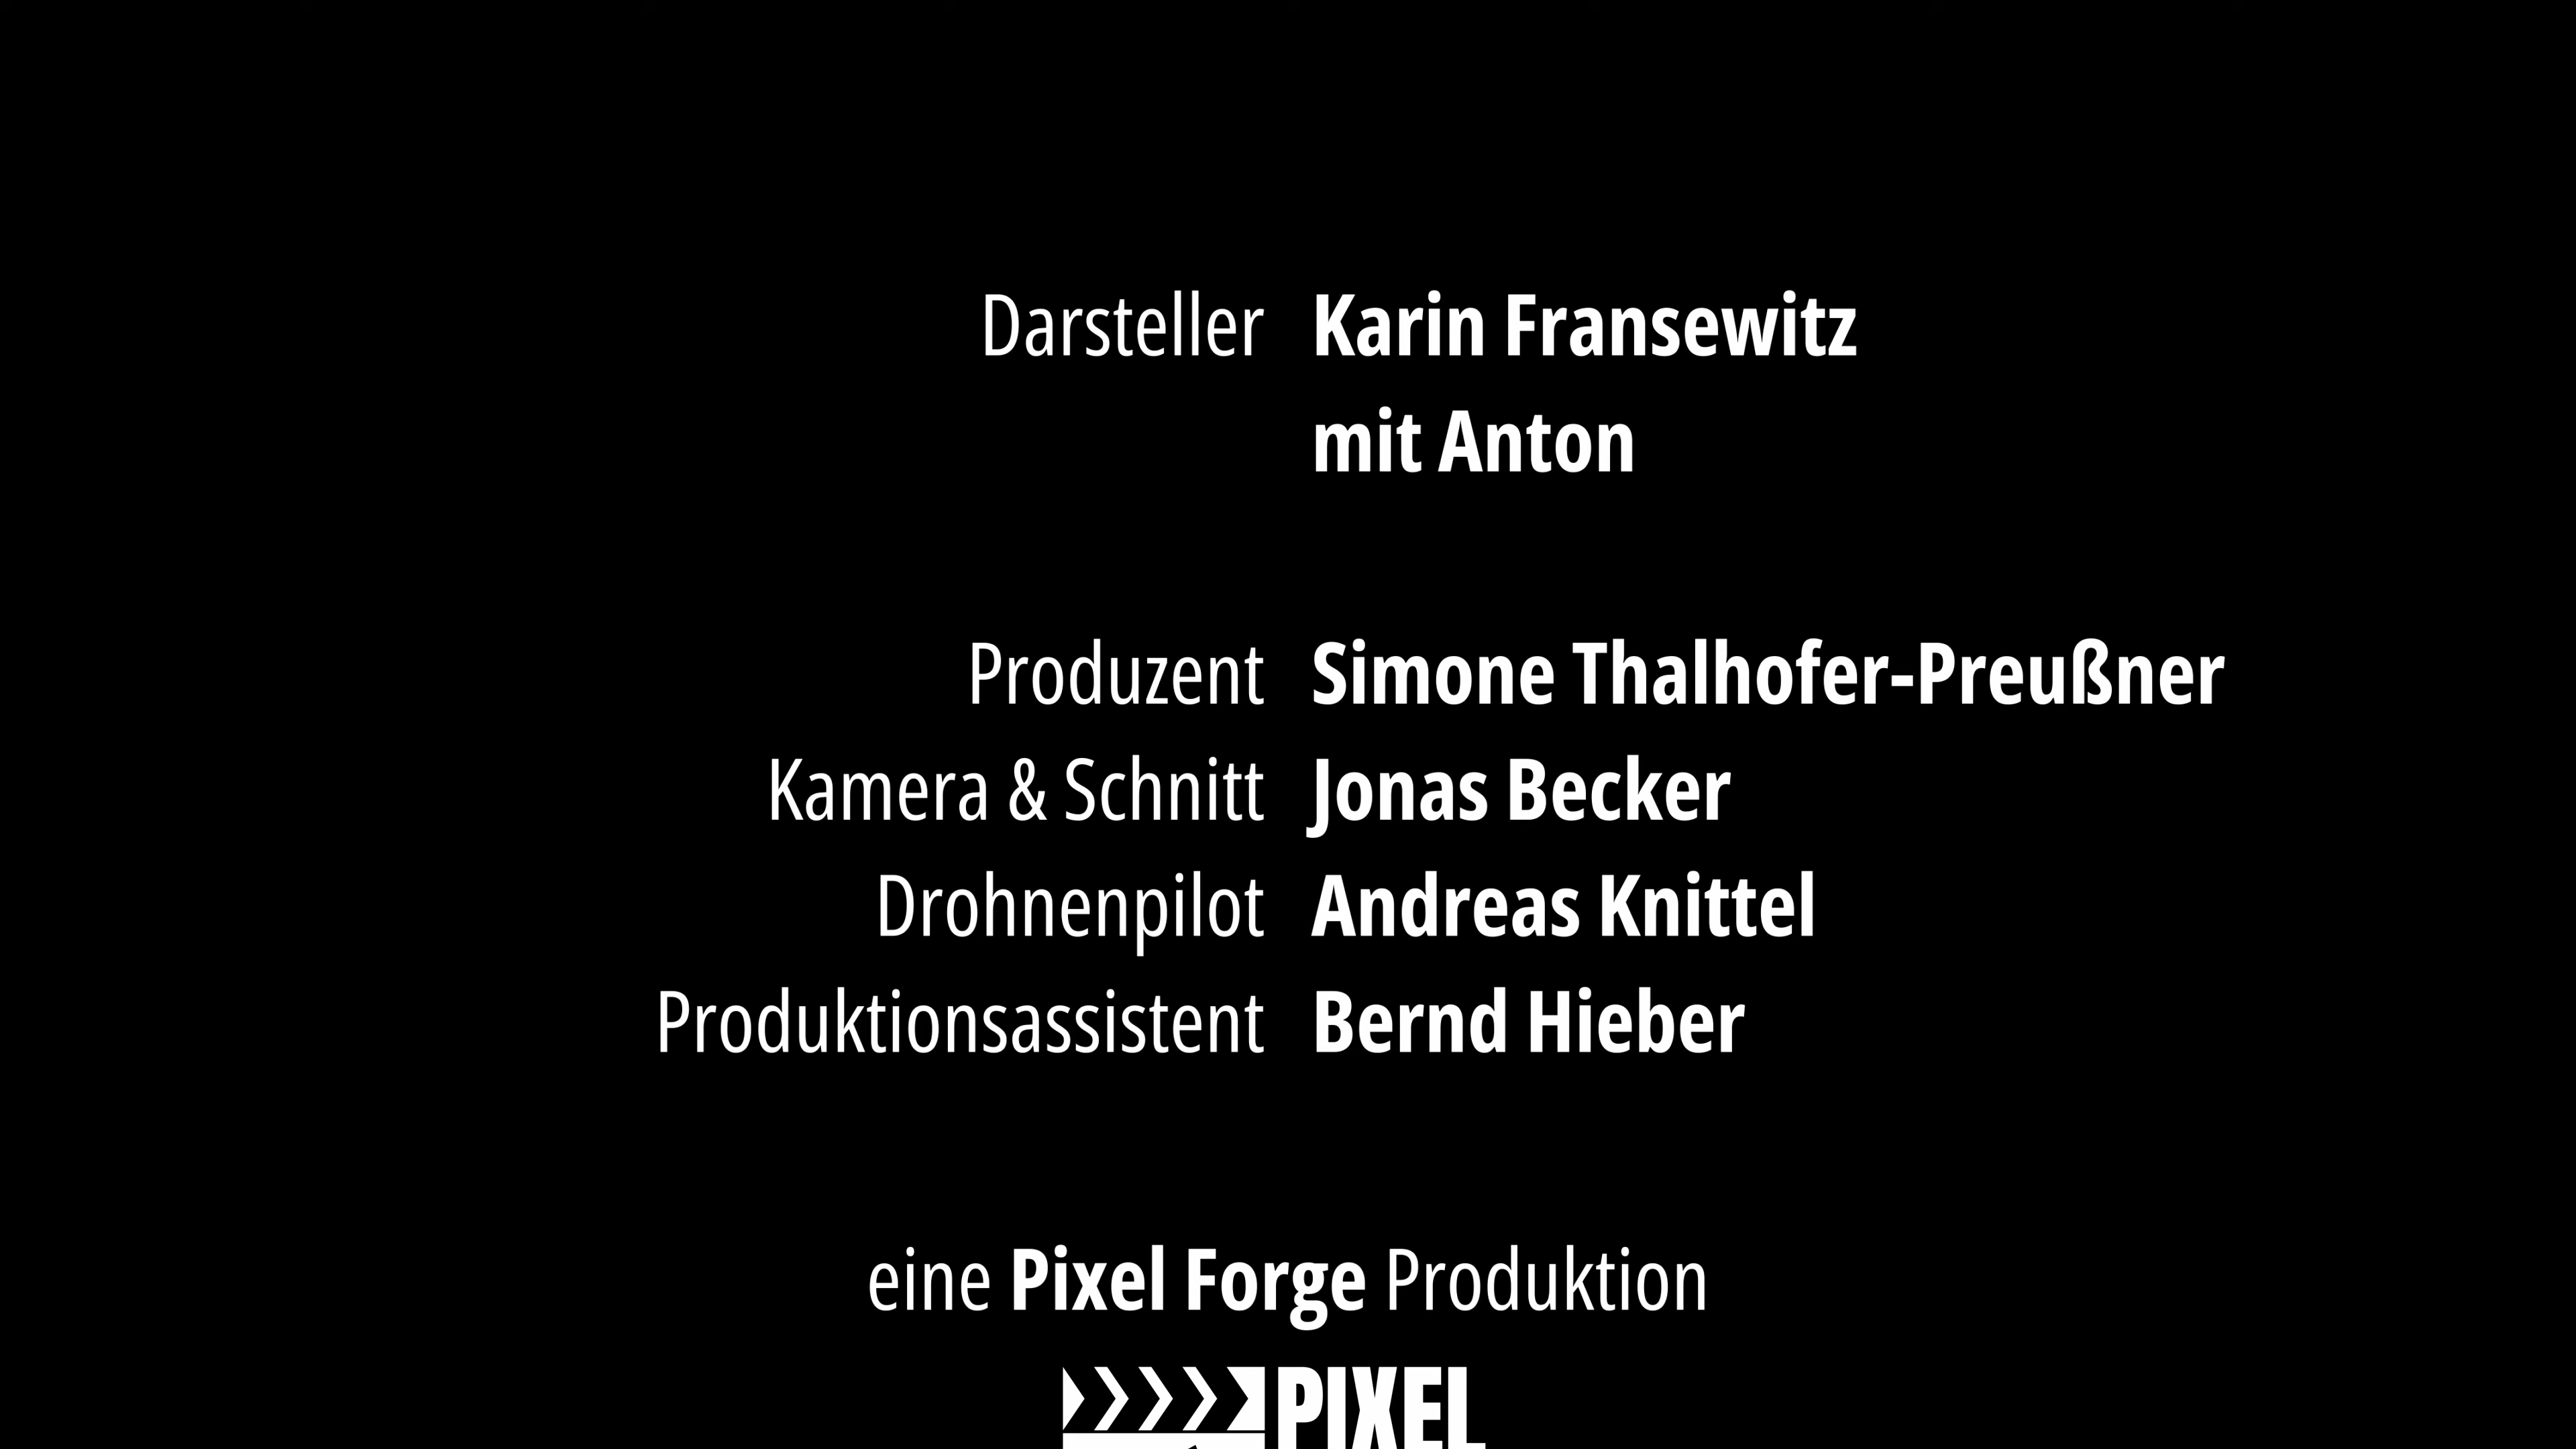 Darsteller Karin Fransewitz
mit Anton
Produzent Simone Thalhofer-Preußner
Kamera & Schnitt Jonas Becker
Drohnenpilot Andreas Knittel
Produktionsassistent Bernd Hieber
eine Pixel Forge Produktion
PIXEL